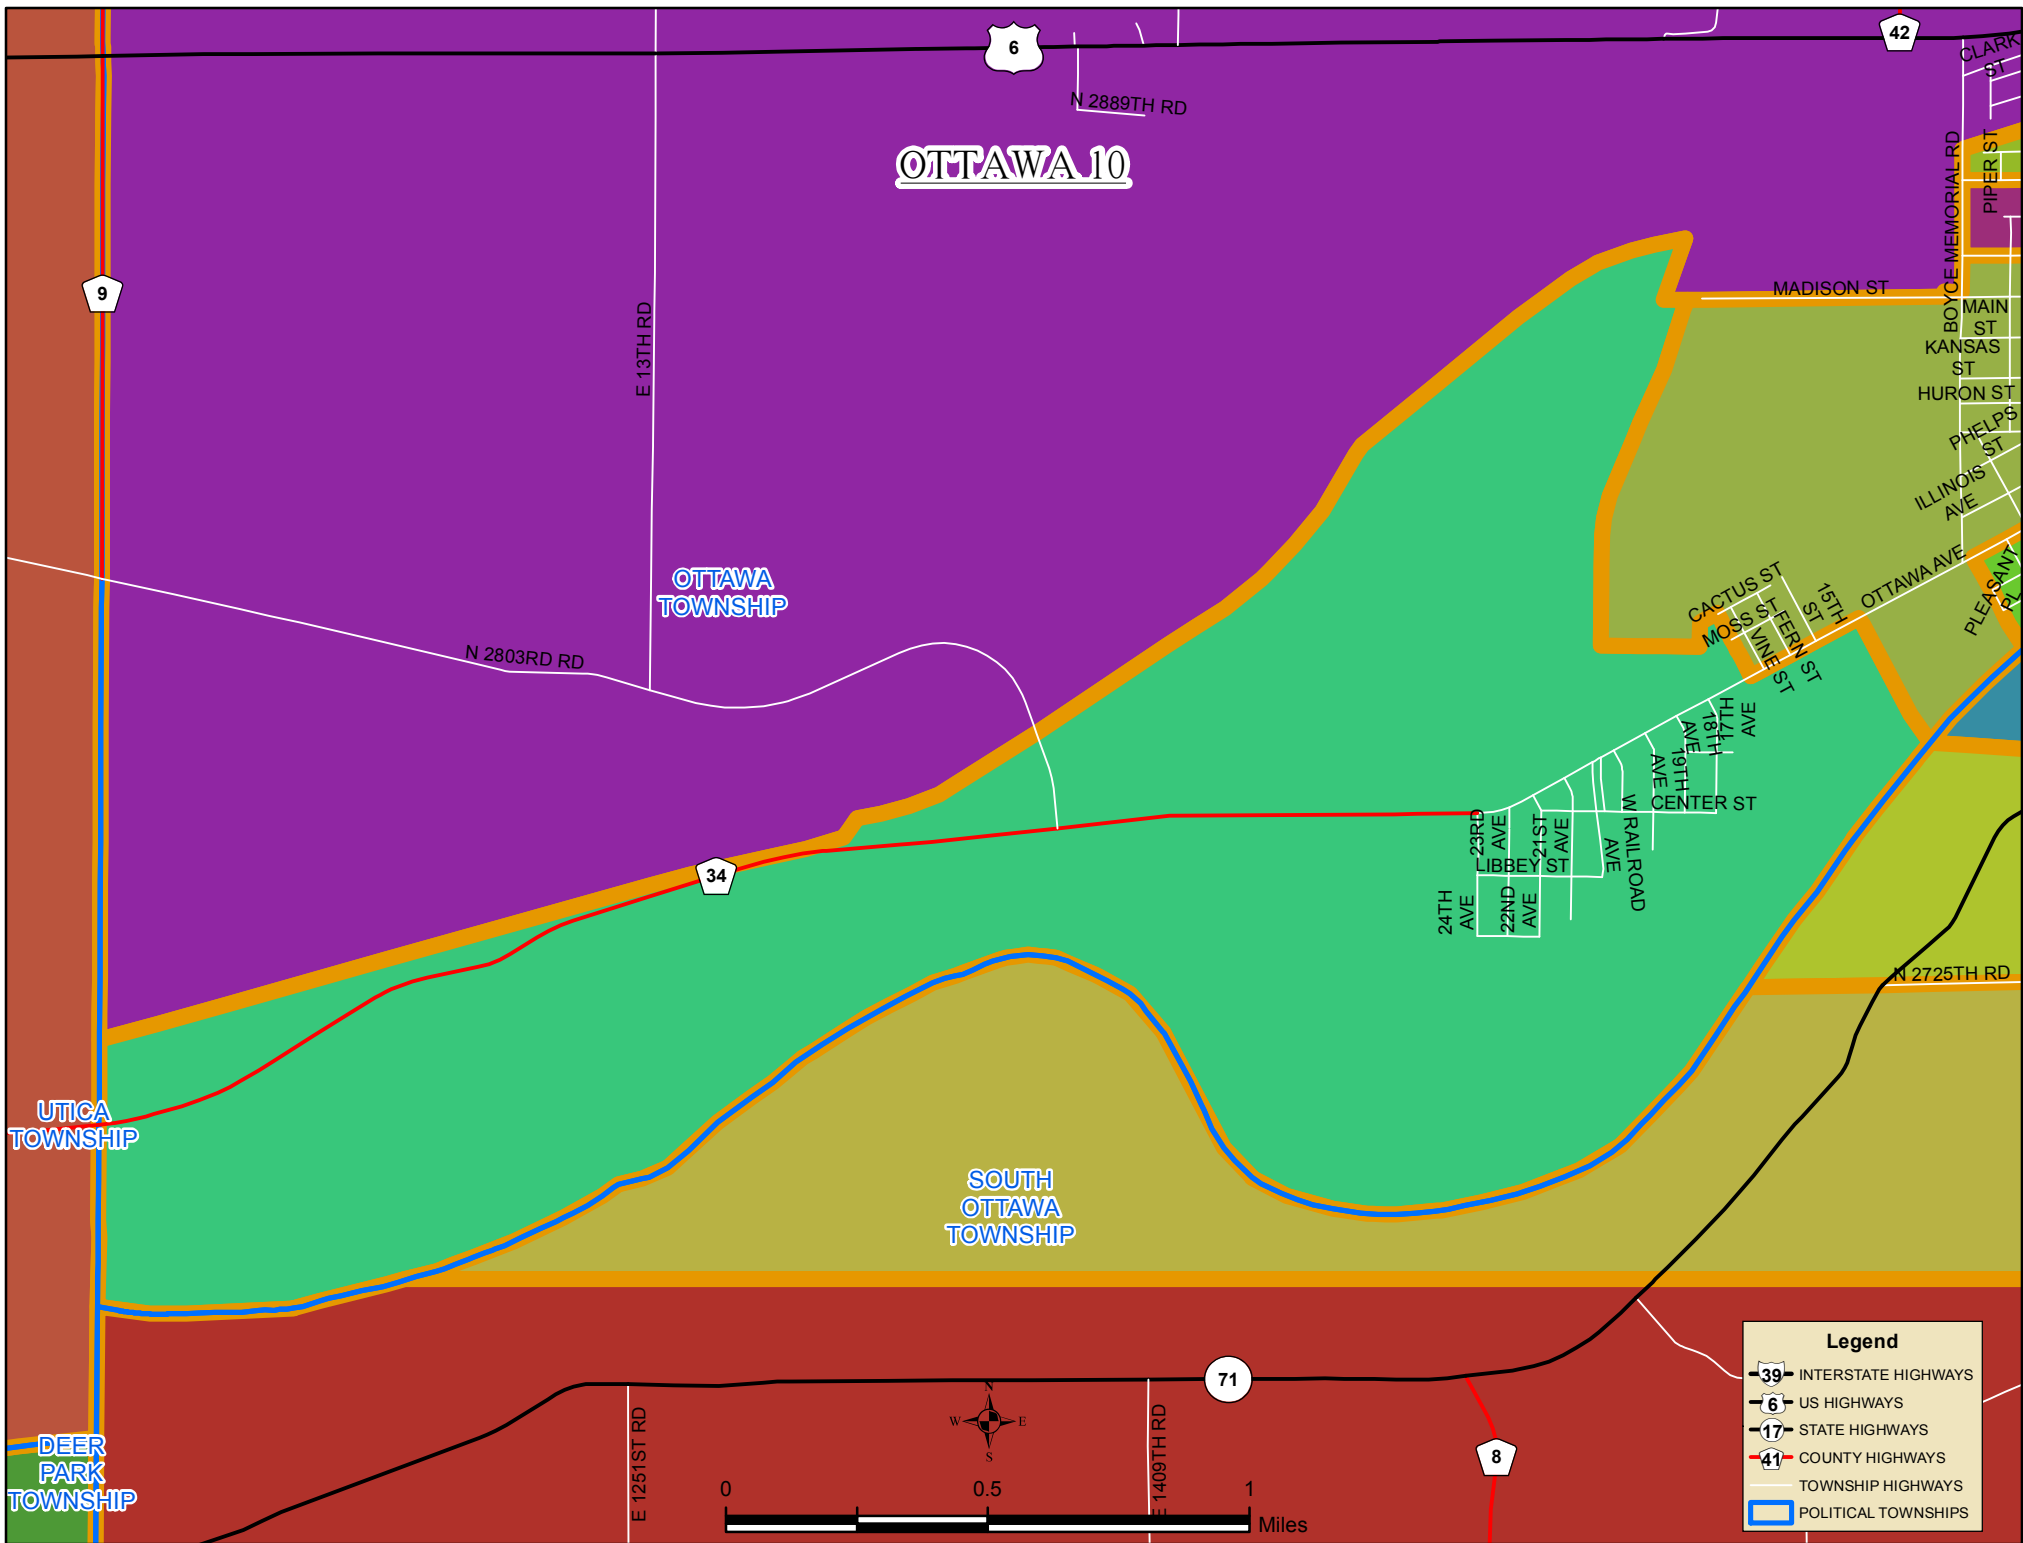 6
42
CLARK
ST
N 2889TH RD
OTTAWA 10
PIPER ST
BOYCE MEMORIAL RD
9
MADISON ST
MAIN
ST
E 13TH RD
KANSAS
ST
HURON ST
PHELPS
ST
ILLINOIS
AVE
OTTAWA
TOWNSHIP
CACTUS ST
MOSS ST
VINE ST
FERN ST
15TH
ST
OTTAWA AVE
PLEASANT
PL
N 2803RD RD
17TH
AVE
18TH
AVE
19TH
AVE
CENTER ST
W RAILROAD
AVE
23RD
AVE
21ST
AVE
LIBBEY ST
24TH
AVE
22ND
AVE
34
N 2725TH RD
UTICA
TOWNSHIP
SOUTH
OTTAWA
TOWNSHIP
71
DEER
PARK
TOWNSHIP
E 1251ST RD
E 1409TH RD
8
N
W
E
S
0
0.5
1
Miles
Legend
39 INTERSTATE HIGHWAYS
6 US HIGHWAYS
17 STATE HIGHWAYS
41 COUNTY HIGHWAYS
TOWNSHIP HIGHWAYS
POLITICAL TOWNSHIPS